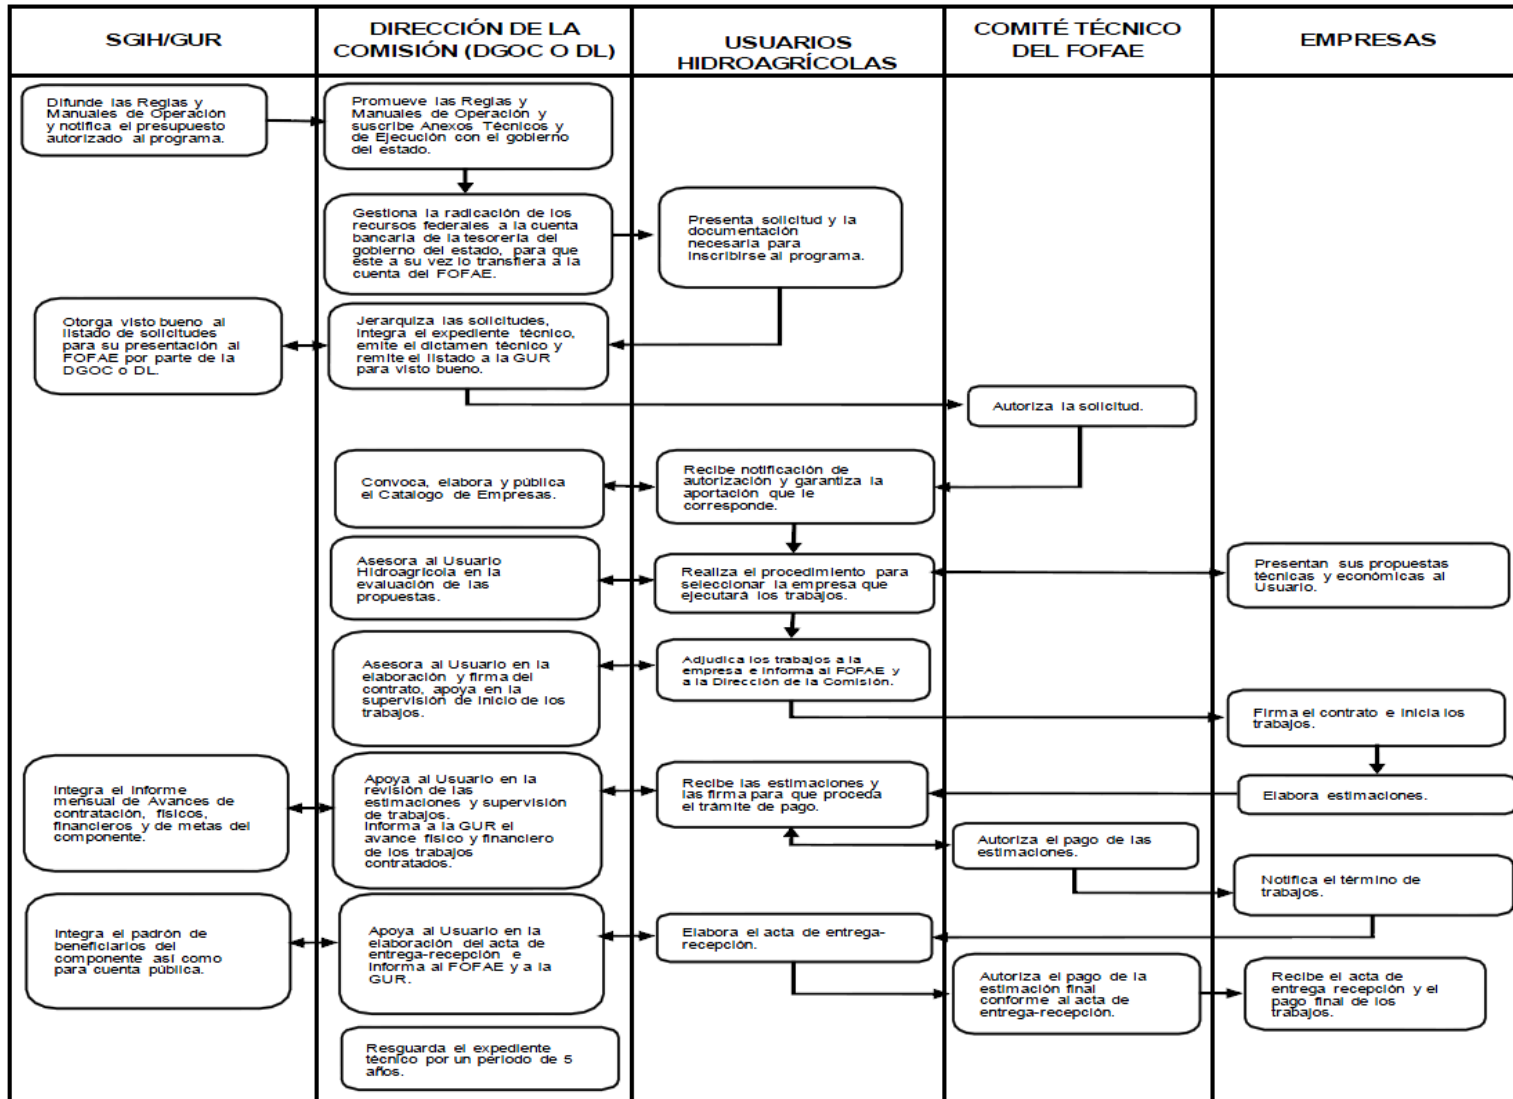 SGIH/GUR
DIRECCIÓN DE LA
COMISIÓN (DGOC O DL)
USUARIOS
HIDROAGRÍCOLAS
COMITÉ TÉCNICO
DEL FOFAE
EMPRESAS
Difunde las Reglas y
Manuales de Operación
y notifica el presupuesto
autorizado al programa.
Promueve las Reglas y
Manuales de Operación y
suscribe Anexos Técnicos y
de Ejecución con el gobierno
del estado.
Gestiona la radicación de los
recursos federales a la cuenta
bancaria de la tesorería del
gobierno del estado, para que
éste a su vez lo transfiera a la
cuenta del FOFAE.
Presenta solicitud y la
documentación
necesaria para
inscribirse al programa.
Otorga visto bueno al
listado de solicitudes
para su presentación al
FOFAE por parte de la
DGOC o DL.
Jerarquiza las solicitudes,
integra el expediente técnico,
emite el dictamen técnico y
remite el listado a la GUR
para visto bueno.
Autoriza la solicitud.
Convoca, elabora y pública
el Catalogo de Empresas.
Recibe notificación de
autorización y garantiza la
aportación que le
corresponde.
Asesora al Usuario
Hidroagrícola en la
evaluación de las
propuestas.
Realiza el procedimiento para
seleccionar la empresa que
ejecutará los trabajos.
Presentan sus propuestas
técnicas y económicas al
Usuario.
Asesora al Usuario en la
elaboración y firma del
contrato, apoya en la
supervisión de inicio de los
trabajos.
Adjudica los trabajos a la
empresa e informa al FOFAE y
a la Dirección de la Comisión.
Firma el contrato e inicia los
trabajos.
Integra el informe
mensual de Avances de
contratación, físicos,
financieros y de metas del
componente.
Apoya al Usuario en la
revisión de las
estimaciones y supervisión
de trabajos.
Informa a la GUR el
avance físico y financiero
de los trabajos
contratados.
Recibe las estimaciones y
las firma para que proceda
el trámite de pago.
Elabora estimaciones.
Autoriza el pago de las
estimaciones.
Notifica el término de
trabajos.
Integra el padrón de
beneficiarios del
componente así como
para cuenta pública.
Apoya al Usuario en la
elaboración del acta de
entrega-recepción e
informa al FOFAE y a la
GUR.
Elabora el acta de entrega-
recepción.
Autoriza el pago de la
estimación final
conforme al acta de
entrega-recepción.
Recibe el acta de
entrega recepción y el
pago final de los
trabajos.
Resguarda el expediente
técnico por un periodo de 5
años.